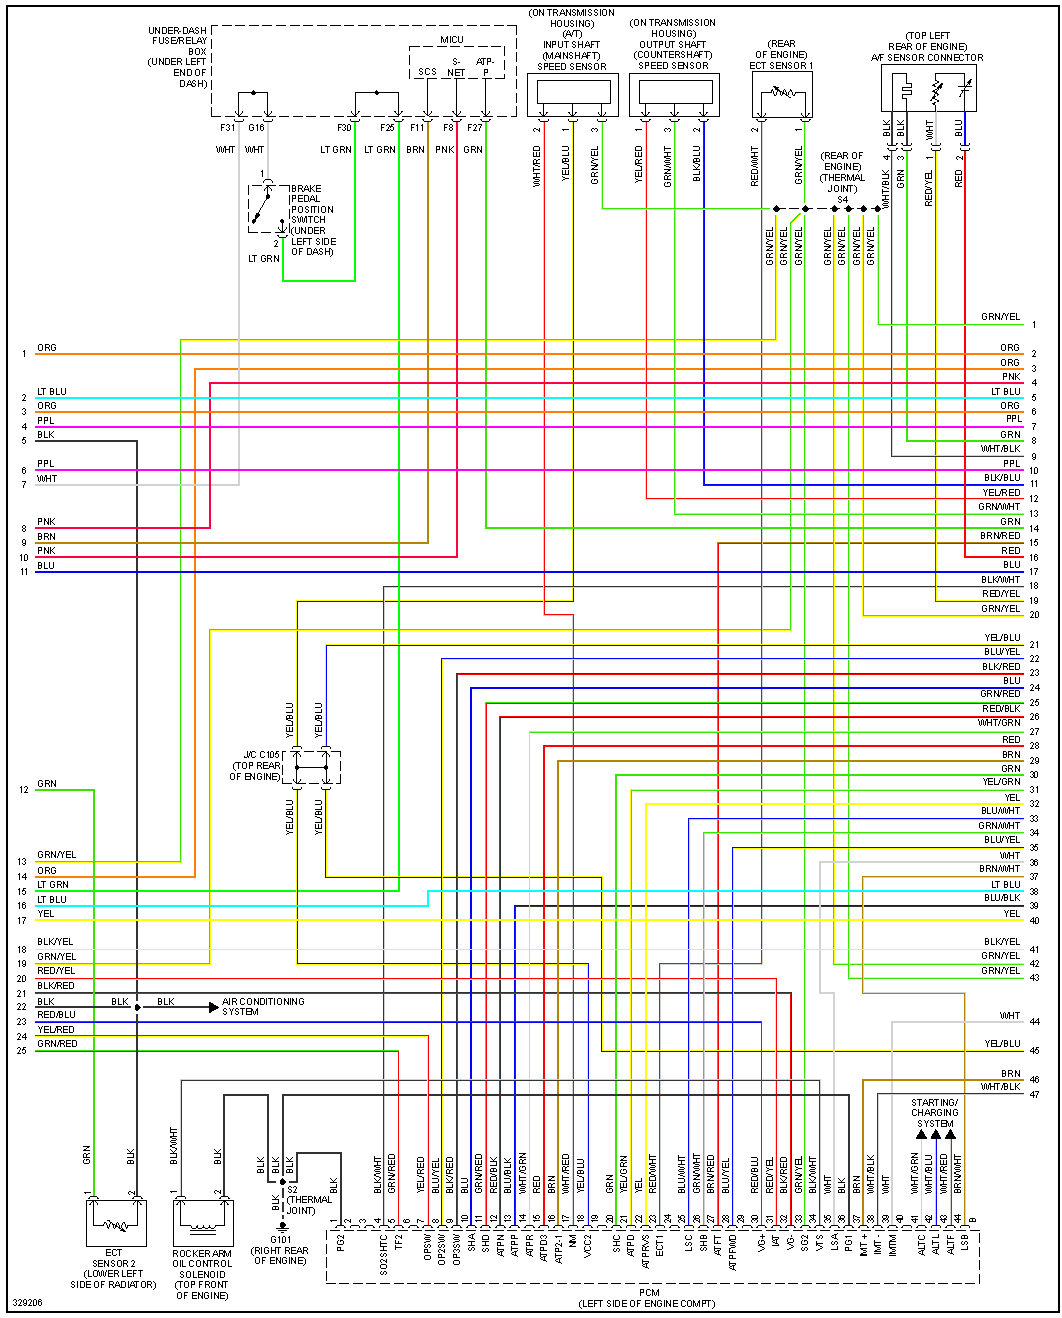 UNDER-DASH
FUSE/RELAY
BOX
(UNDER LEFT
END OF
DASH)
MICU
SCS
S-
NET
ATP-
P
(ON TRANSMISSION
HOUSING)
(A/T)
INPUT SHAFT
(MAINSHAFT)
SPEED SENSOR
(ON TRANSMISSION
HOUSING)
OUTPUT SHAFT
(COUNTERSHAFT)
SPEED SENSOR
(REAR
OF ENGINE)
ECT SENSOR 1
(TOP LEFT
REAR OF ENGINE)
A/F SENSOR CONNECTOR
F31 G16 F30 F25 F11 F8 F27
WHT WHT LT GRN LT GRN BRN PNK GRN
2 1 3 1 3 2 2 1
WHT/RED YEL/BLU GRN/YEL YEL/RED GRN/WHT BLK/BLU RED/WHT GRN/YEL
BLK BLK WHT BLU
4 3 1 2
WHT/BLK GRN RED/YEL RED
(REAR OF
ENGINE)
(THERMAL
JOINT)
S4
1
BRAKE
PEDAL
POSITION
SWITCH
(UNDER
LEFT SIDE
OF DASH)
2
LT GRN
GRN/YEL GRN/YEL GRN/YEL GRN/YEL GRN/YEL GRN/YEL GRN/YEL
GRN/YEL 1
1 ORG
ORG 2
ORG 3
PNK 4
2 LT BLU
LT BLU 5
3 ORG
ORG 6
4 PPL
PPL 7
5 BLK
GRN 8
WHT/BLK 9
6 PPL
PPL 10
7 WHT
BLK/BLU 11
YEL/RED 12
GRN/WHT 13
8 PNK
GRN 14
9 BRN
BRN/RED 15
10 PNK
RED 16
11 BLU
BLU 17
BLK/WHT 18
RED/YEL 19
GRN/YEL 20
YEL/BLU 21
BLU/YEL 22
BLK/RED 23
BLU 24
GRN/RED 25
RED/BLK 26
WHT/GRN 27
RED 28
BRN 29
GRN 30
YEL/GRN 31
YEL 32
BLU/WHT 33
GRN/WHT 34
BLU/YEL 35
WHT 36
BRN/WHT 37
LT BLU 38
BLU/BLK 39
YEL 40
BLK/YEL 41
GRN/YEL 42
GRN/YEL 43
WHT 44
YEL/BLU 45
BRN 46
WHT/BLK 47
YEL/BLU YEL/BLU
J/C C105
(TOP REAR
OF ENGINE)
YEL/BLU YEL/BLU
12 GRN
13 GRN/YEL
14 ORG
15 LT GRN
16 LT BLU
17 YEL
18 BLK/YEL
19 GRN/YEL
20 RED/YEL
21 BLK/RED
22 BLK BLK BLK
AIR CONDITIONING
SYSTEM
23 RED/BLU
24 YEL/RED
25 GRN/RED
STARTING/
CHARGING
SYSTEM
GRN BLK BLK/WHT BLK BLK BLK BLK
1 2 1 2
S2
(THERMAL
JOINT)
BLK
G101
(RIGHT REAR
OF ENGINE)
ECT
SENSOR 2
(LOWER LEFT
SIDE OF RADIATOR)
ROCKER ARM
OIL CONTROL
SOLENOID
(TOP FRONT
OF ENGINE)
BLK BLK/WHT GRN/RED YEL/RED BLU/YEL BLK/RED BLU GRN/RED RED/BLK BLU/BLK WHT/GRN RED BRN WHT/RED YEL/BLU GRN YEL/GRN YEL RED/WHT BLU/WHT GRN/WHT BRN/RED BLU/YEL RED/BLU RED/YEL BLK/RED GRN/YEL BLK/WHT WHT BLK BRN WHT/BLK WHT WHT/GRN WHT/BLU WHT/RED BRN/WHT
1 2 3 4 5 6 7 8 9 10 11 12 13 14 15 16 17 18 19 20 21 22 23 24 25 26 27 28 29 30 31 32 33 34 35 36 37 38 39 40 41 42 43 44 B
PG2 SO2SHTC TF2 OPSW OP2SW OP3SW SHA SHD ATPN ATPP ATPR ATPD3 ATP2-1 NM VCC2 SHC ATPD ATPRVS ECT1 LSC SHB ATFT ATPFWD VG+ IAT VG- SG2 VTS LSA PG1 IMT + IMT - IMTM ALTC ALTL ALTF LSB
PCM
(LEFT SIDE OF ENGINE COMPT)
329206